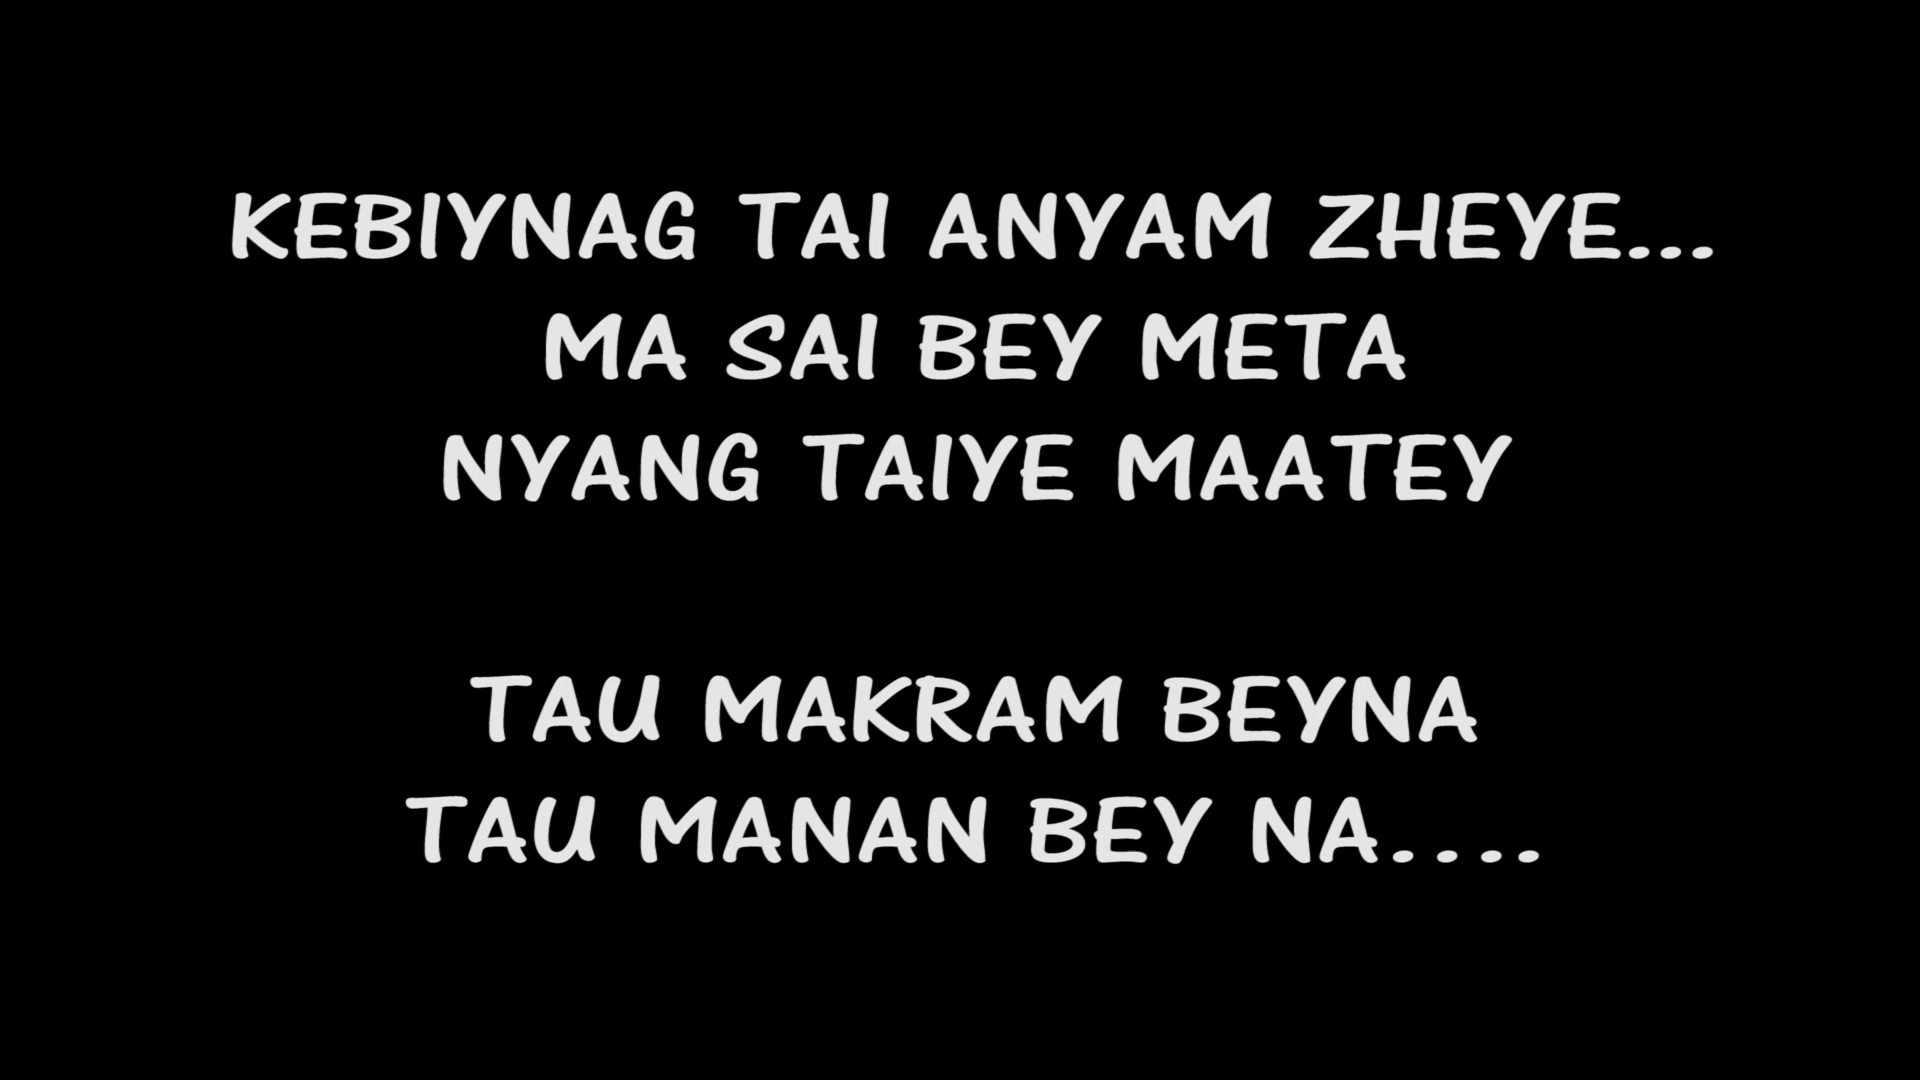 KEBIYNAG TAI ANYAM ZHEYE...
MA SAI BEY META
NYANG TAIYE MAATEY
TAU MAKRAM BEYNA
TAU MANAN BEY NA....